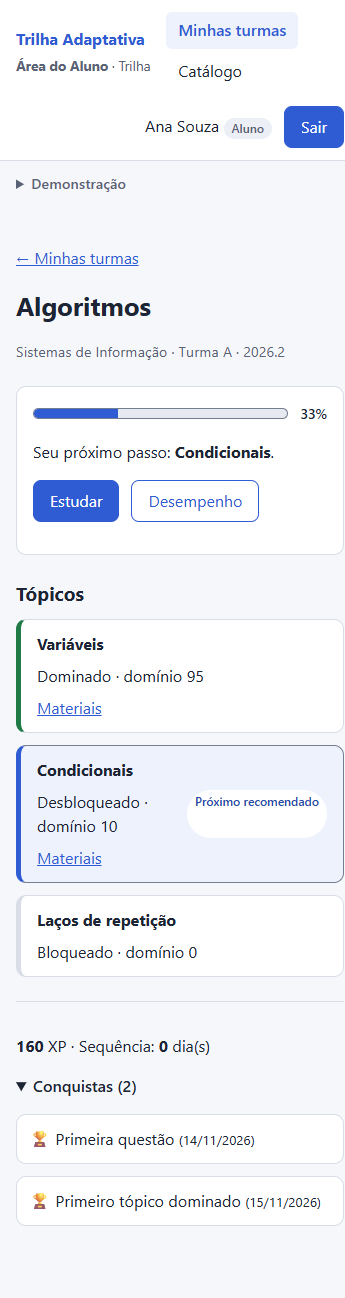 Trilha Adaptativa
Minhas turmas
Área do Aluno · Trilha
Catálogo
Ana Souza Aluno
Sair
▶ Demonstração
← Minhas turmas
Algoritmos
Sistemas de Informação · Turma A · 2026.2
33%
Seu próximo passo: Condicionais.
Estudar
Desempenho
Tópicos
Variáveis
Dominado · domínio 95
Materiais
Condicionais
Desbloqueado ·
domínio 10
Próximo recomendado
Materiais
Laços de repetição
Bloqueado · domínio 0
160 XP · Sequência: 0 dia(s)
▼ Conquistas (2)
🏆 Primeira questão (14/11/2026)
🏆 Primeiro tópico dominado (15/11/2026)